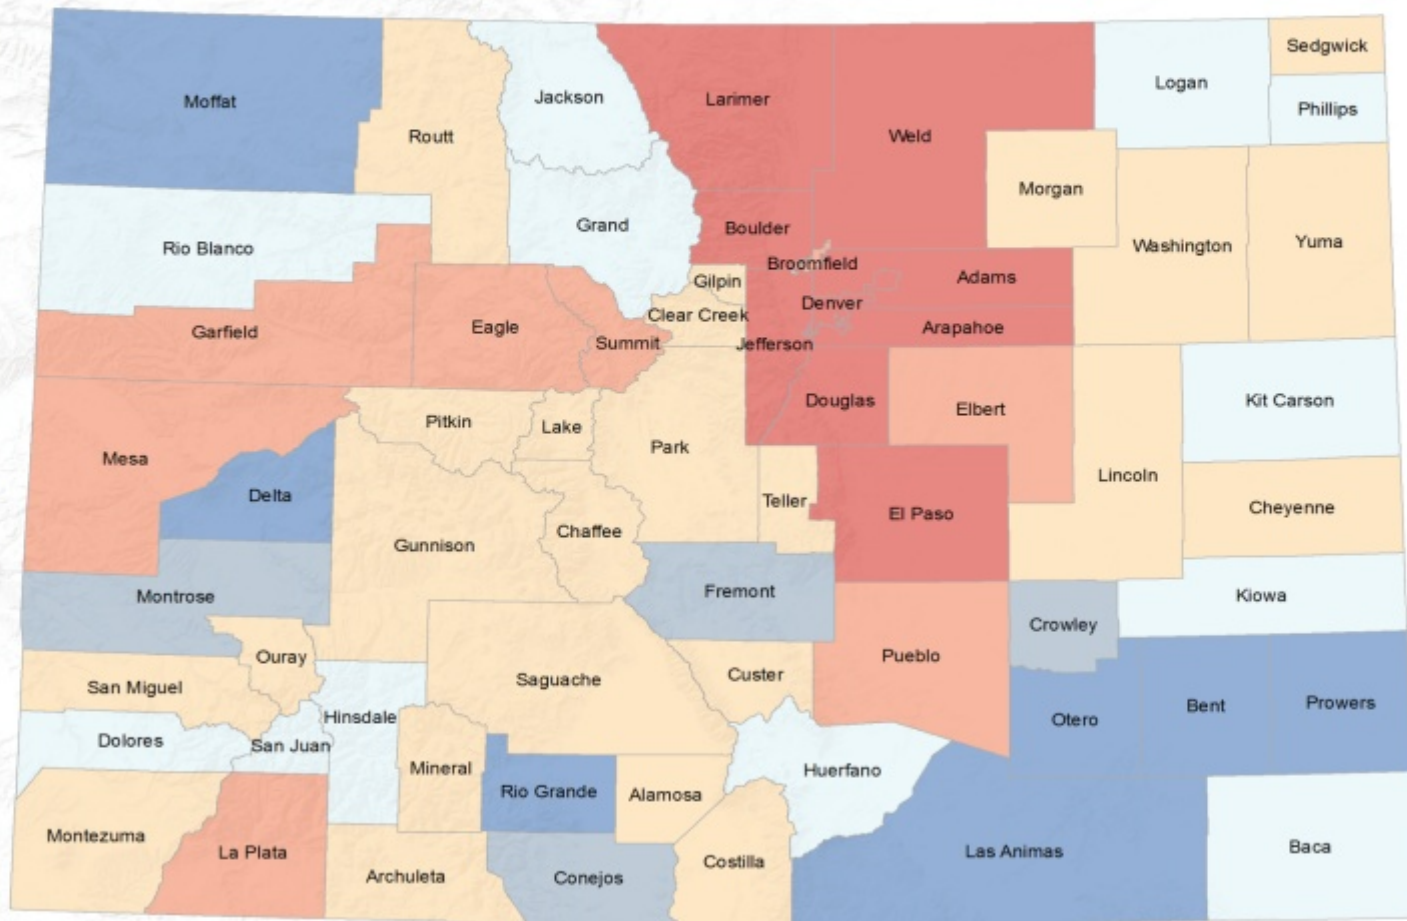 Sedgwick
Logan
Moffat
Jackson
Larimer
Phillips
Routt
Weld
Morgan
Grand
Boulder
Yuma
Rio Blanco
Washington
Broomfield
Gilpin
Adams
Denver
Clear Creek
Eagle
Arapahoe
Garfield
Summit
Jefferson
Douglas
Kit Carson
Elbert
Pitkin
Lake
Park
Mesa
Lincoln
Delta
Teller
Cheyenne
El Paso
Chaffee
Gunnison
Fremont
Kiowa
Montrose
Crowley
Ouray
Pueblo
Custer
Saguache
San Miguel
Prowers
Bent
Hinsdale
Otero
Dolores
San Juan
Mineral
Huerfano
Rio Grande
Alamosa
Montezuma
Baca
Las Animas
La Plata
Costilla
Archuleta
Conejos